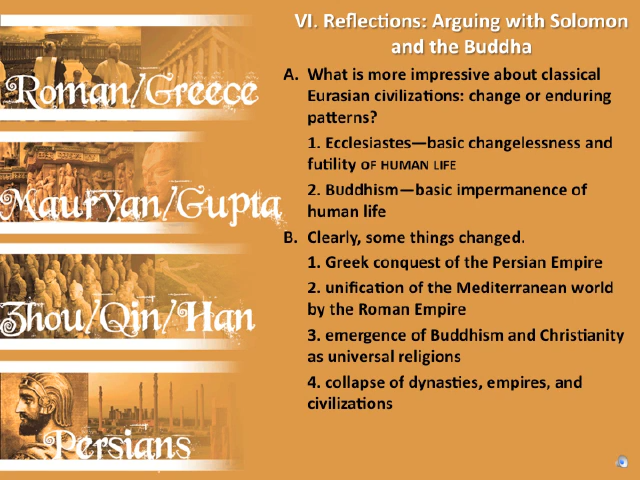 VI. Reflections: Arguing with Solomon
and the Buddha
A. What is more impressive about classical
Eurasian civilizations: change or enduring
patterns?
1. Ecclesiastes—basic changelessness and
futility OF HUMAN LIFE
2. Buddhism—basic impermanence of
human life
B. Clearly, some things changed.
1. Greek conquest of the Persian Empire
2. unification of the Mediterranean world
by the Roman Empire
3. emergence of Buddhism and Christianity
as universal religions
4. collapse of dynasties, empires, and
civilizations
Roman/Greece
Mauryan/Gupta
Zhou/Qin/Han
Persians